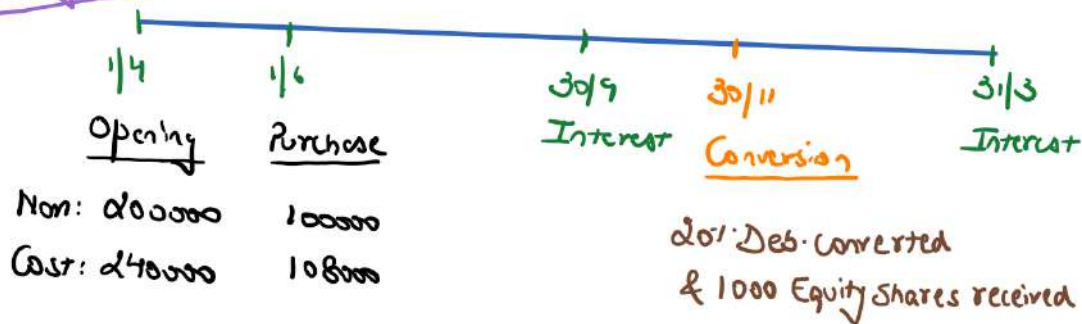 1/4 1/6 30/9 30/11 31/3
Opening Purchase Interest Conversion Interest
Nom: 200000 100000
Cost: 240000 108000
20% Deb. converted
& 1000 Equity shares received